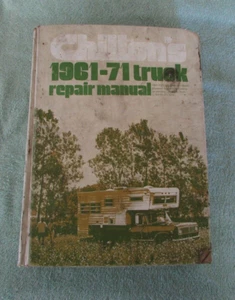 Chilton's
1961-71 truck
repair manual